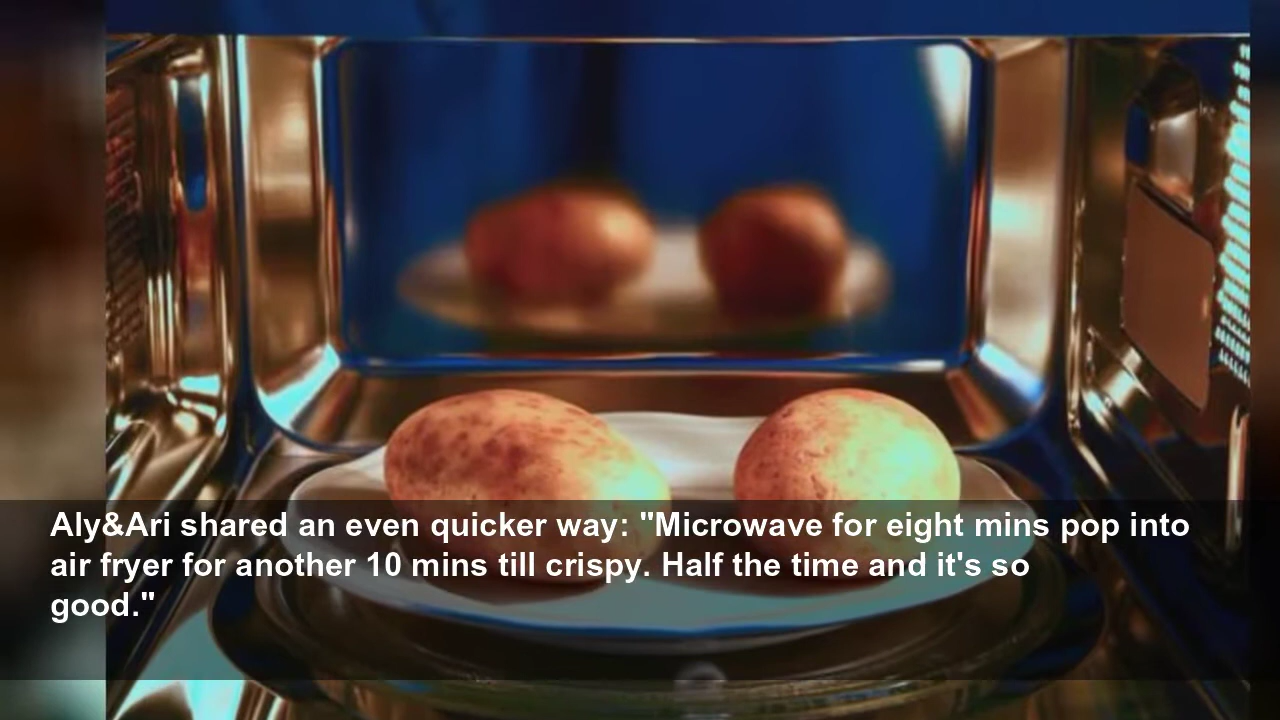 Aly&Ari shared an even quicker way: "Microwave for eight mins pop into
air fryer for another 10 mins till crispy. Half the time and it's so
good."